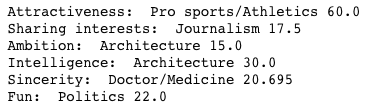 Attractiveness:  Pro sports/Athletics 60.0
Sharing interests:  Journalism 17.5
Ambition:  Architecture 15.0
Intelligence:  Architecture 30.0
Sincerity:  Doctor/Medicine 20.695
Fun:  Politics 22.0